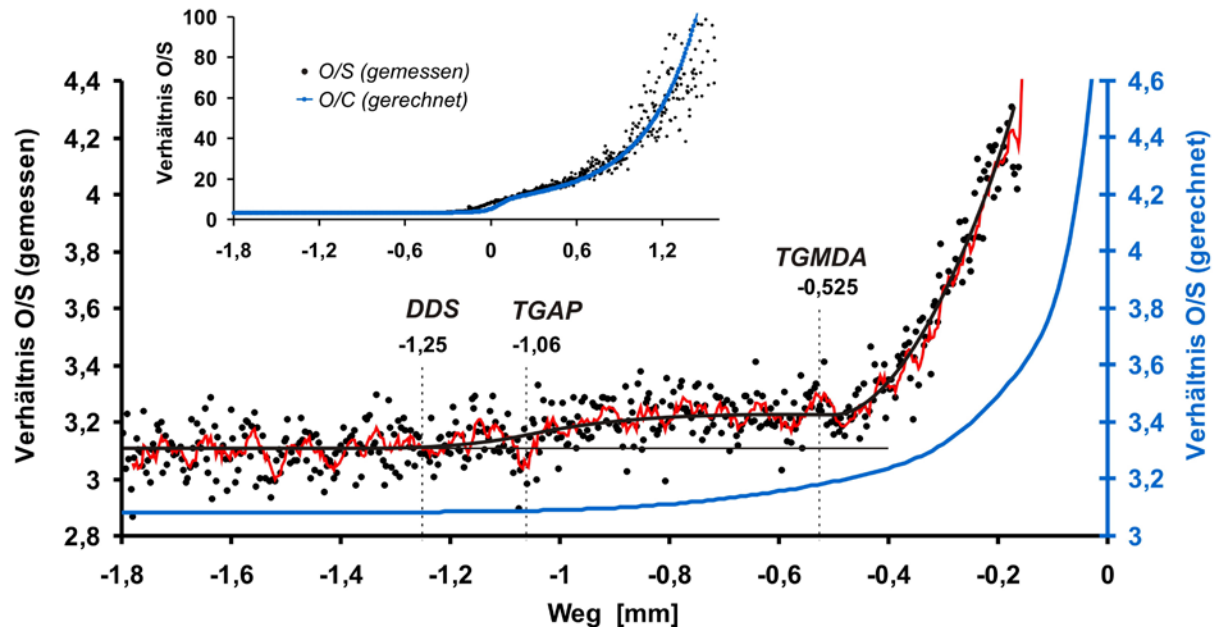 100
80
60
40
20
0
Verhältnis O/S
O/S (gemessen)
O/C (gerechnet)
-1,8 -1,2 -0,6 0 0,6 1,2
4,4
4,2
4
3,8
3,6
3,4
3,2
3
2,8
Verhältnis O/S (gemessen)
DDS
-1,25
TGAP
-1,06
TGMDA
-0,525
4,6
4,4
4,2
4
3,8
3,6
3,4
3,2
3
Verhältnis O/S (gerechnet)
-1,8 -1,6 -1,4 -1,2 -1 -0,8 -0,6 -0,4 -0,2 0
Weg [mm]